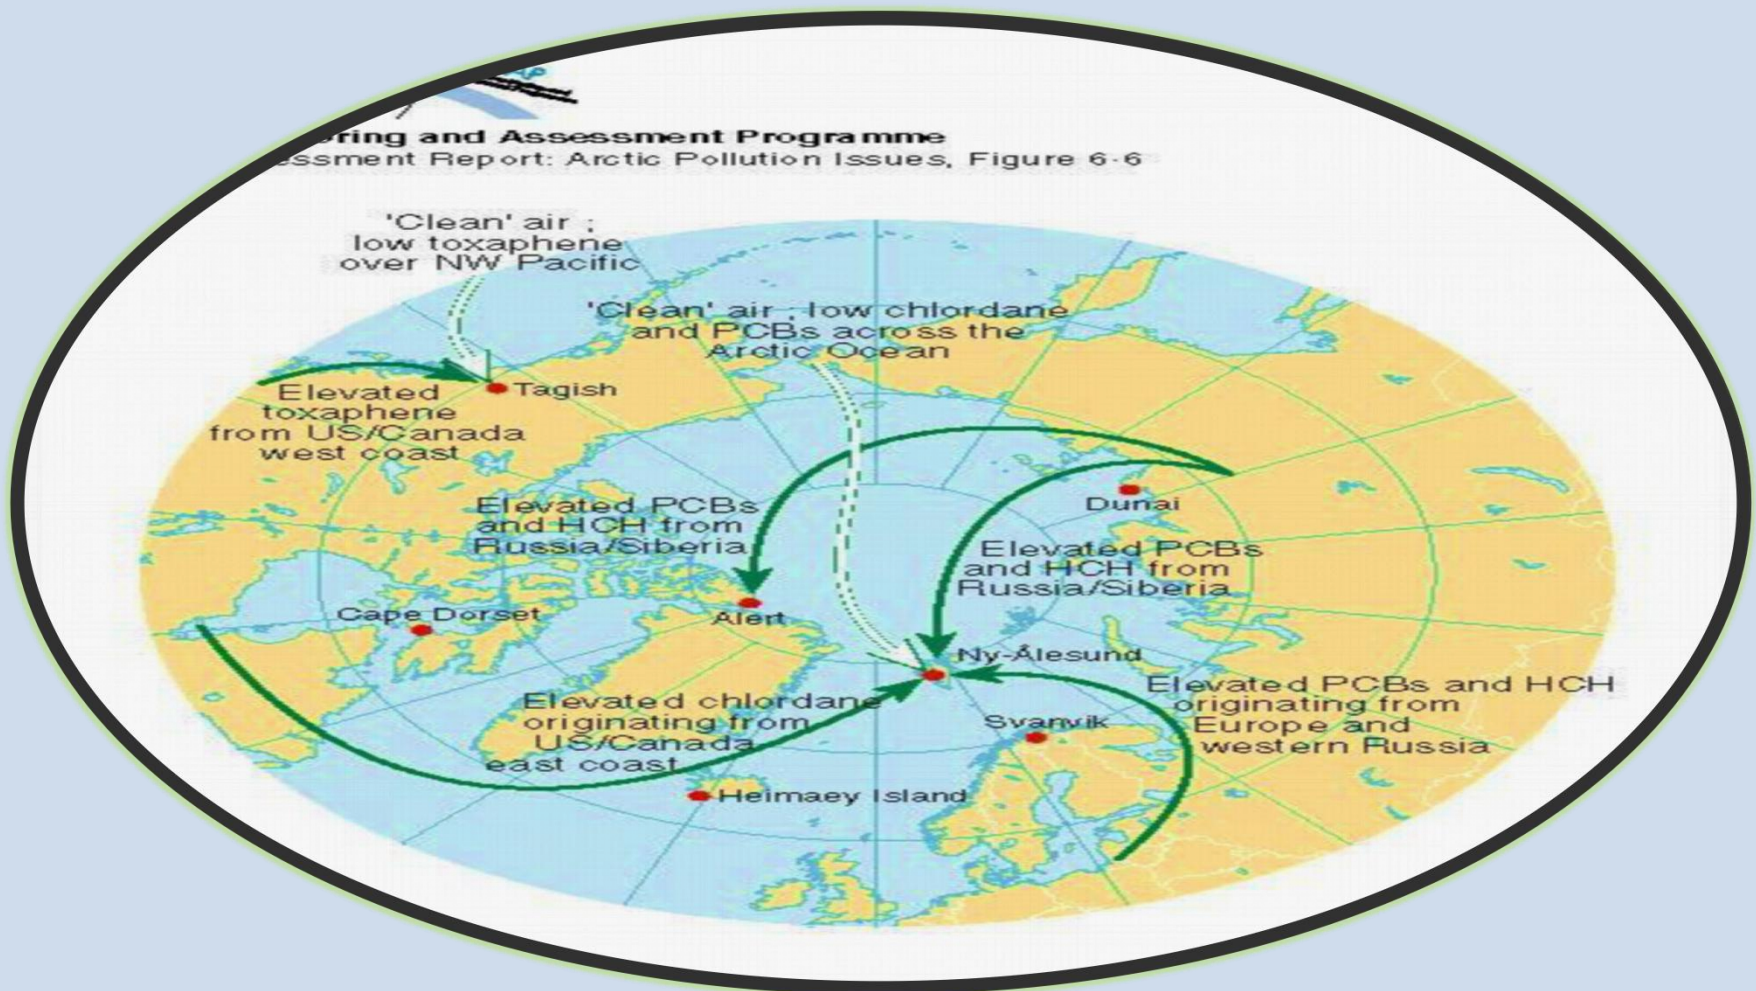 AP
oring and Assessment Programme
essment Report: Arctic Pollution Issues, Figure 6·6
'Clean' air ;
low toxaphene
over NW Pacific
'Clean' air ; low chlordane
and PCBs across the
Arctic Ocean
Tagish
Elevated
toxaphene
from US/Canada
west coast
Elevated PCBs
and HCH from
Russia/Siberia
Dunai
Elevated PCBs
and HCH from
Russia/Siberia
Cape Dorset
Alert
Ny-Ålesund
Elevated chlordane
originating from
US/Canada
east coast
Elevated PCBs and HCH
originating from
Europe and
western Russia
Svanvik
Heimaey Island